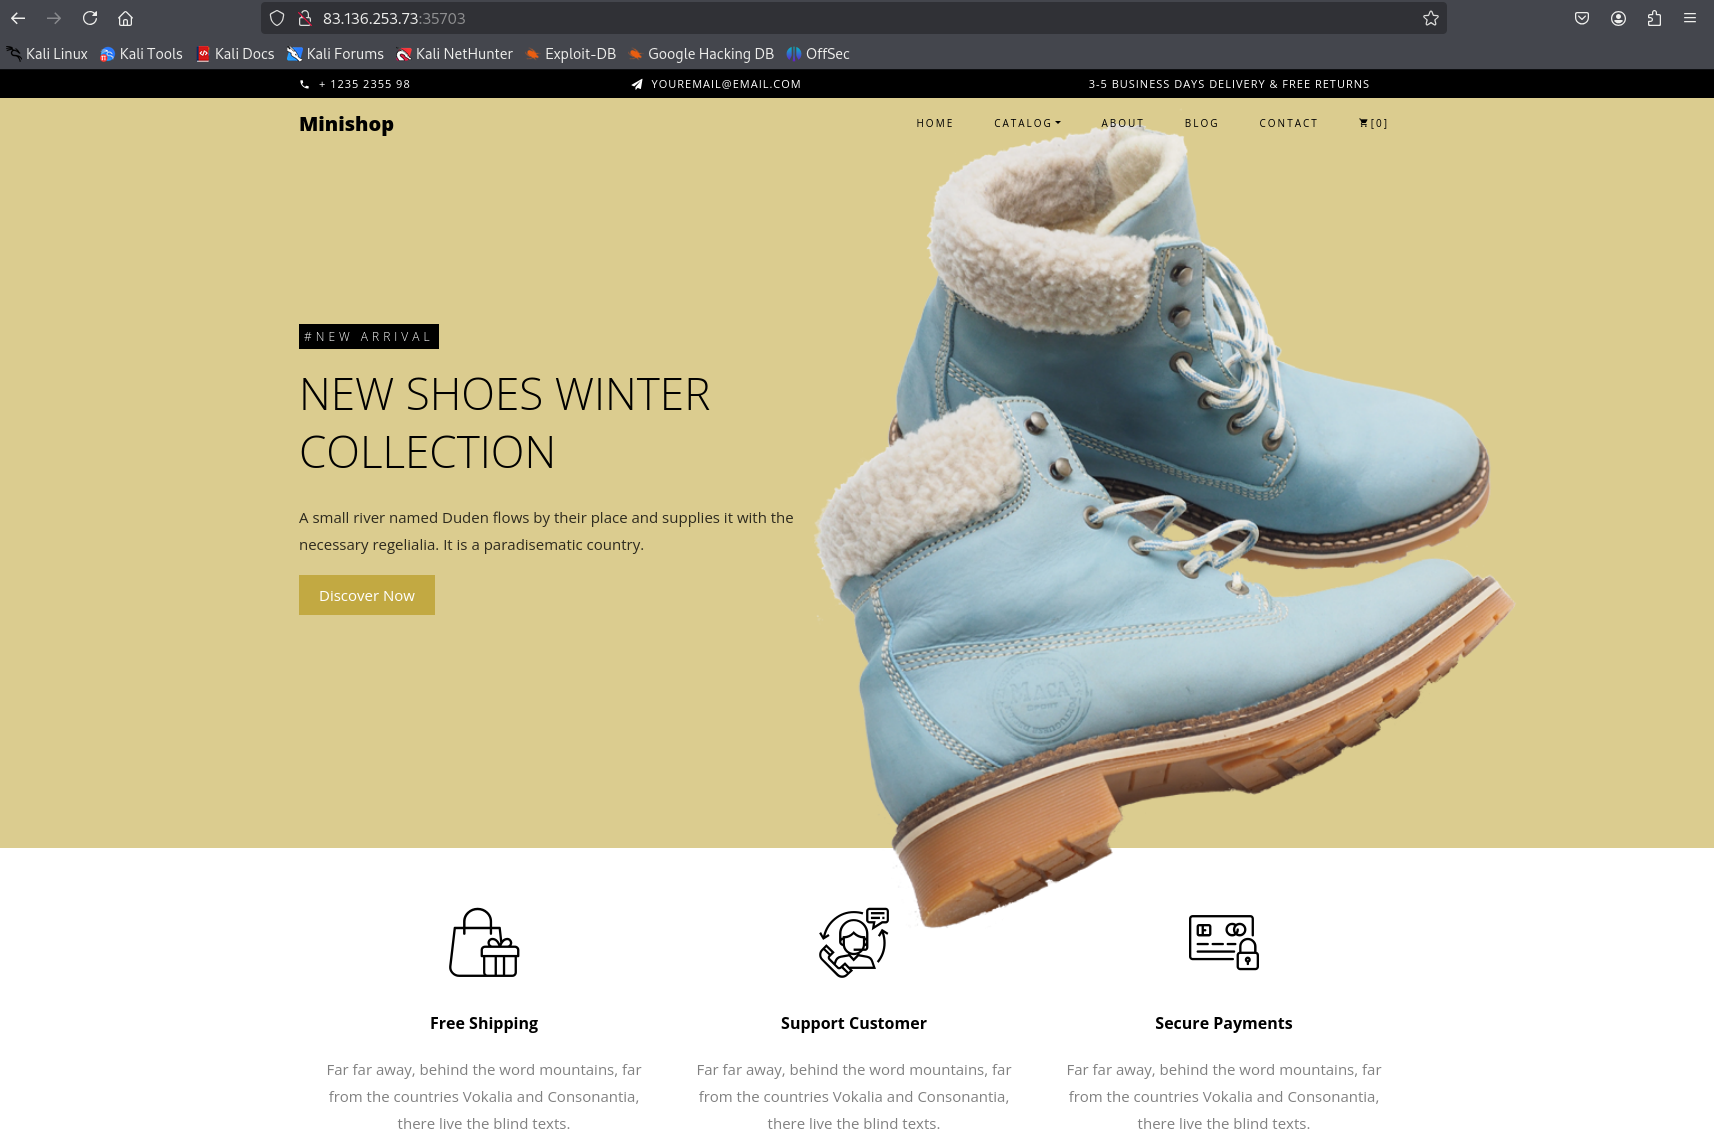 83.136.253.73:35703
Kali Linux Kali Tools Kali Docs Kali Forums Kali NetHunter Exploit-DB Google Hacking DB OffSec
+ 1235 2355 98 YOUREMAIL@EMAIL.COM 3-5 BUSINESS DAYS DELIVERY & FREE RETURNS
Minishop HOME CATALOG ABOUT BLOG CONTACT [0]
#NEW ARRIVAL
NEW SHOES WINTER
COLLECTION
A small river named Duden flows by their place and supplies it with the
necessary regelialia. It is a paradisematic country.
Discover Now
MACA
Free Shipping Support Customer Secure Payments
Far far away, behind the word mountains, far
from the countries Vokalia and Consonantia,
there live the blind texts.
Far far away, behind the word mountains, far
from the countries Vokalia and Consonantia,
there live the blind texts.
Far far away, behind the word mountains, far
from the countries Vokalia and Consonantia,
there live the blind texts.